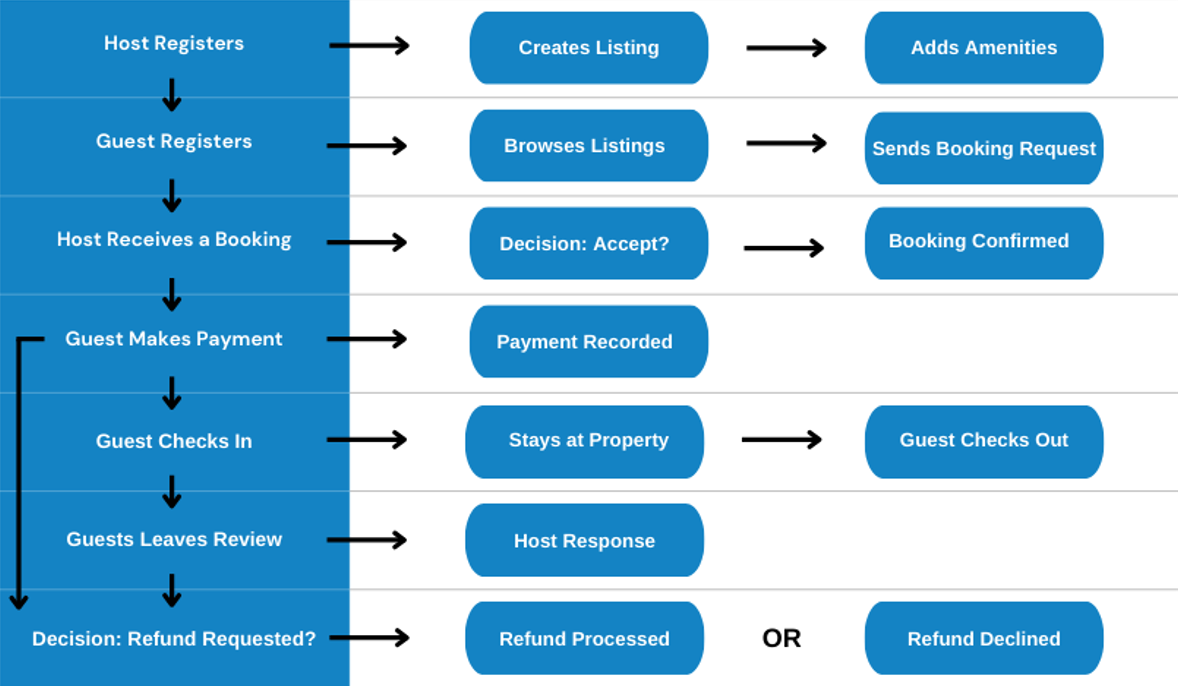 Host Registers
Creates Listing
Adds Amenities
Guest Registers
Browses Listings
Sends Booking Request
Host Receives a Booking
Decision: Accept?
Booking Confirmed
Guest Makes Payment
Payment Recorded
Guest Checks In
Stays at Property
Guest Checks Out
Guests Leaves Review
Host Response
Decision: Refund Requested?
Refund Processed
OR
Refund Declined